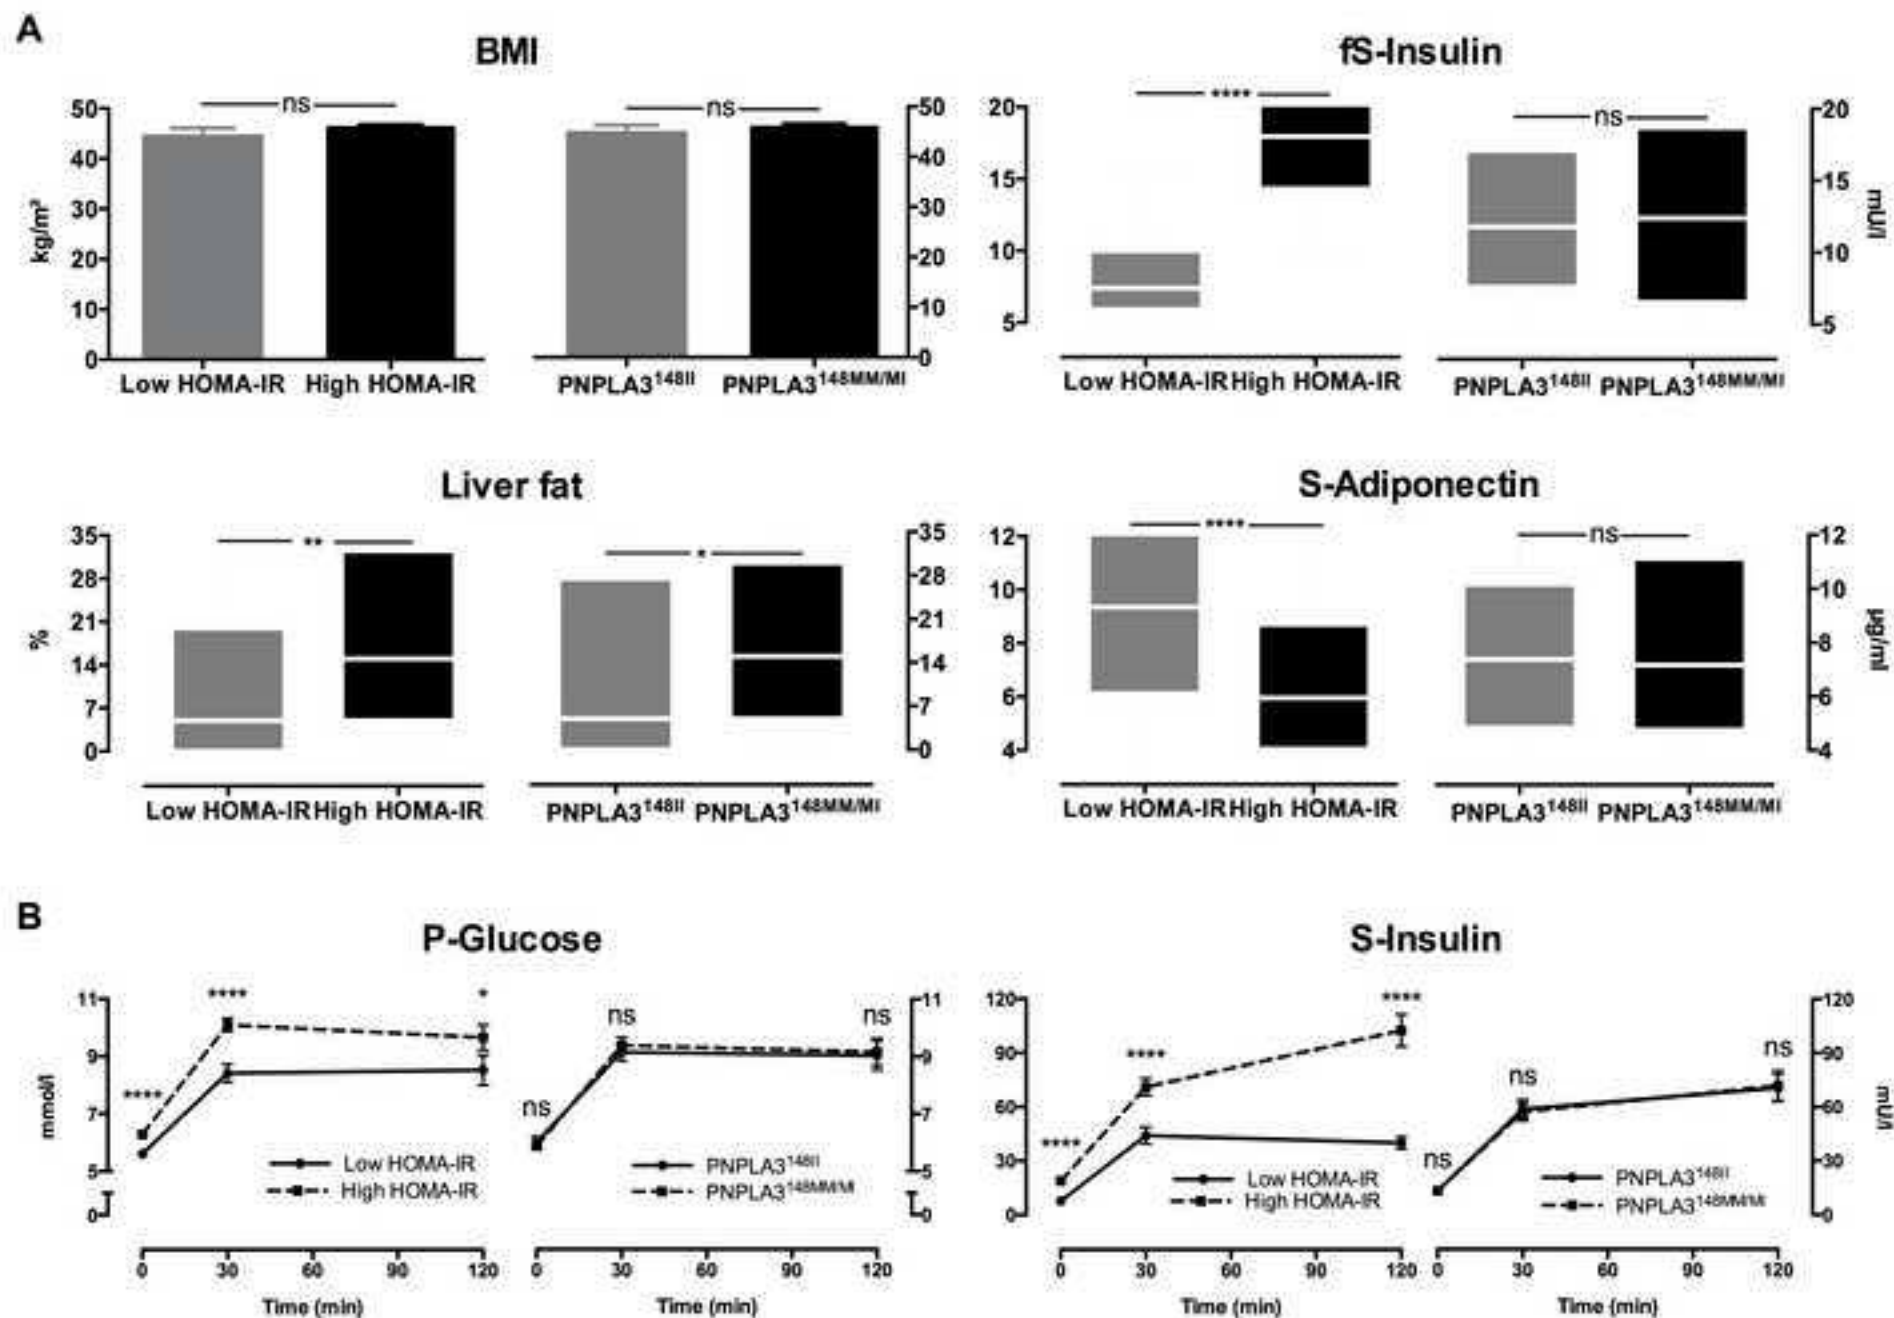 A
BMI
fS-Insulin
ns
ns
****
ns
50
40
30
20
10
0
kg/m²
50
40
30
20
10
0
20
15
10
5
20
15
10
5
mU/l
Low HOMA-IR High HOMA-IR
PNPLA3¹⁴⁸ᴵᴵ PNPLA3¹⁴⁸ᴹᴹ/ᴹᴵ
Low HOMA-IR High HOMA-IR
PNPLA3¹⁴⁸ᴵᴵ PNPLA3¹⁴⁸ᴹᴹ/ᴹᴵ
Liver fat
S-Adiponectin
**
*
****
ns
35
28
21
14
7
0
%
35
28
21
14
7
0
12
10
8
6
4
12
10
8
6
4
µg/ml
Low HOMA-IR High HOMA-IR
PNPLA3¹⁴⁸ᴵᴵ PNPLA3¹⁴⁸ᴹᴹ/ᴹᴵ
Low HOMA-IR High HOMA-IR
PNPLA3¹⁴⁸ᴵᴵ PNPLA3¹⁴⁸ᴹᴹ/ᴹᴵ
B
P-Glucose
S-Insulin
11
9
7
5
0
mmol/l
**** **** *
Low HOMA-IR
High HOMA-IR
0 30 60 90 120
Time (min)
ns ns ns
PNPLA3¹⁴⁸ᴵᴵ
PNPLA3¹⁴⁸ᴹᴹ/ᴹᴵ
11
9
7
5
0
0 30 60 90 120
Time (min)
120
90
60
30
0
**** **** ****
Low HOMA-IR
High HOMA-IR
0 30 60 90 120
Time (min)
ns ns ns
PNPLA3¹⁴⁸ᴵᴵ
PNPLA3¹⁴⁸ᴹᴹ/ᴹᴵ
120
90
60
30
0
mU/l
0 30 60 90 120
Time (min)